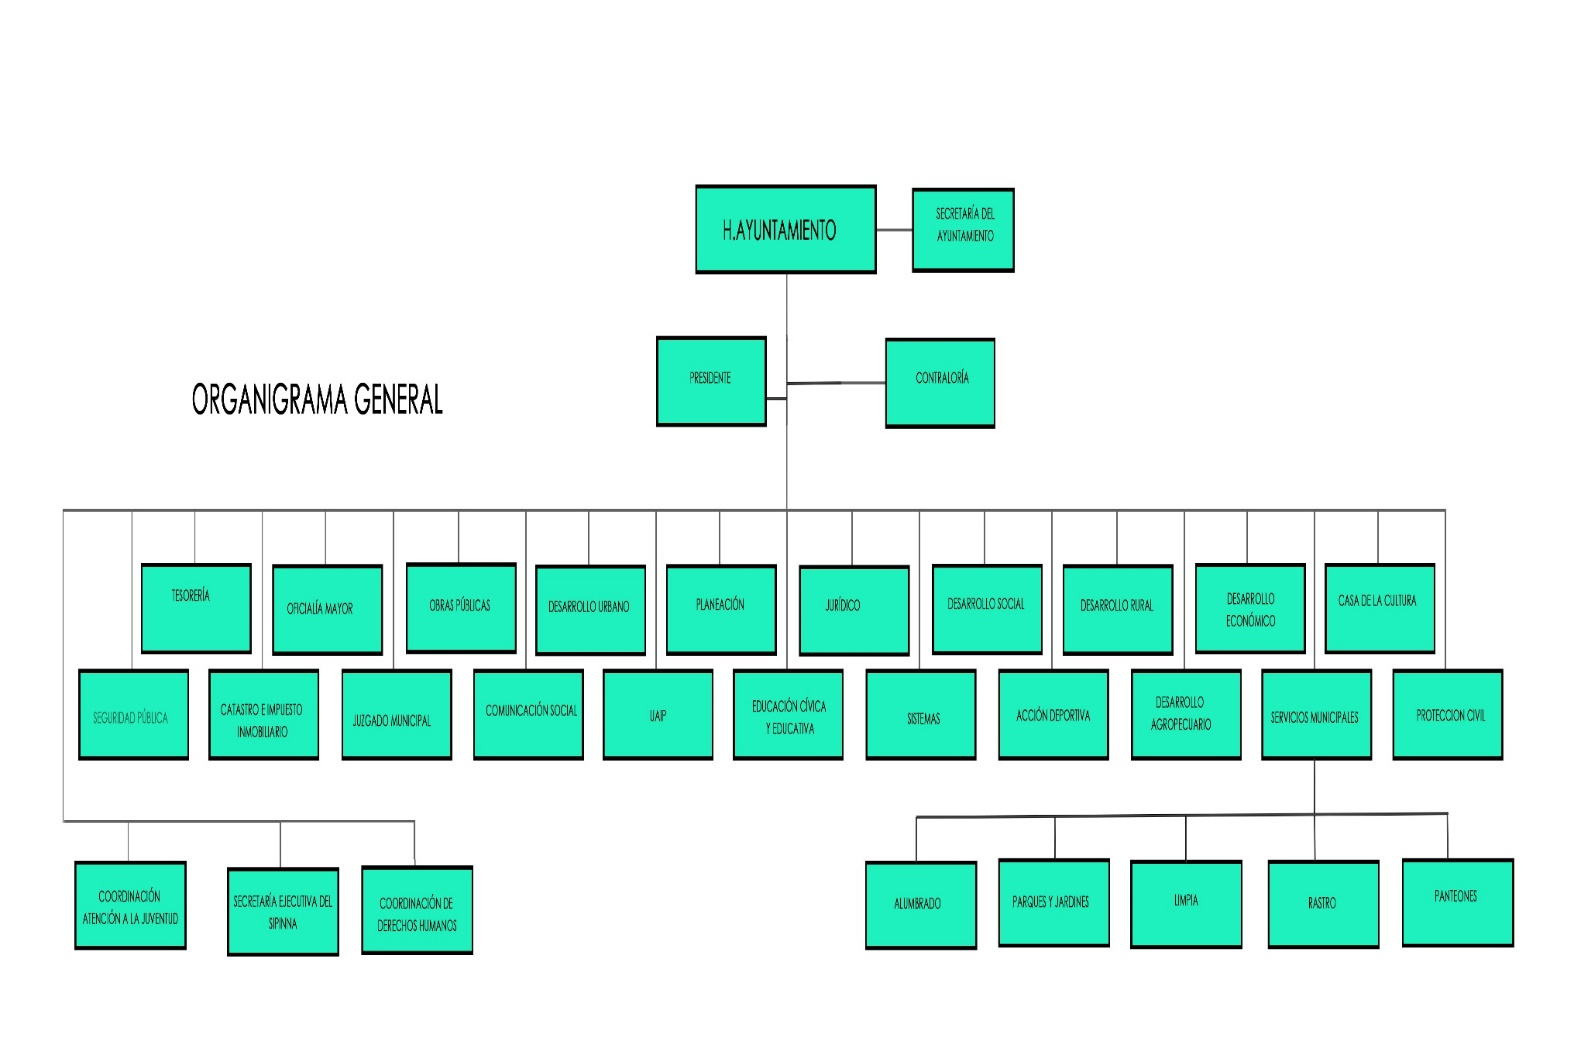 H.AYUNTAMIENTO
SECRETARÍA DEL
AYUNTAMIENTO
PRESIDENTE
CONTRALORÍA
ORGANIGRAMA GENERAL
TESORERÍA
OFICIALÍA MAYOR
OBRAS PÚBLICAS
DESARROLLO URBANO
PLANEACIÓN
JURÍDICO
DESARROLLO SOCIAL
DESARROLLO RURAL
DESARROLLO
ECONÓMICO
CASA DE LA CULTURA
SEGURIDAD PÚBLICA
CATASTRO E IMPUESTO
INMOBILIARIO
JUZGADO MUNICIPAL
COMUNICACIÓN SOCIAL
UAIP
EDUCACIÓN CÍVICA
Y EDUCATIVA
SISTEMAS
ACCIÓN DEPORTIVA
DESARROLLO
AGROPECUARIO
SERVICIOS MUNICIPALES
PROTECCION CIVIL
COORDINACIÓN
ATENCIÓN A LA JUVENTUD
SECRETARÍA EJECUTIVA DEL
SIPINNA
COORDINACIÓN DE
DERECHOS HUMANOS
ALUMBRADO
PARQUES Y JARDINES
LIMPIA
RASTRO
PANTEONES